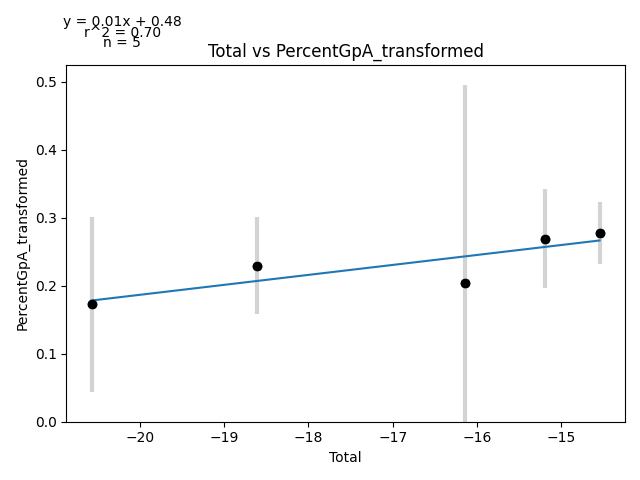 y = 0.01x + 0.48
r^2 = 0.70
n = 5
Total vs PercentGpA_transformed
PercentGpA_transformed
0.5
0.4
0.3
0.2
0.1
0.0
−20
−19
−18
−17
−16
−15
Total